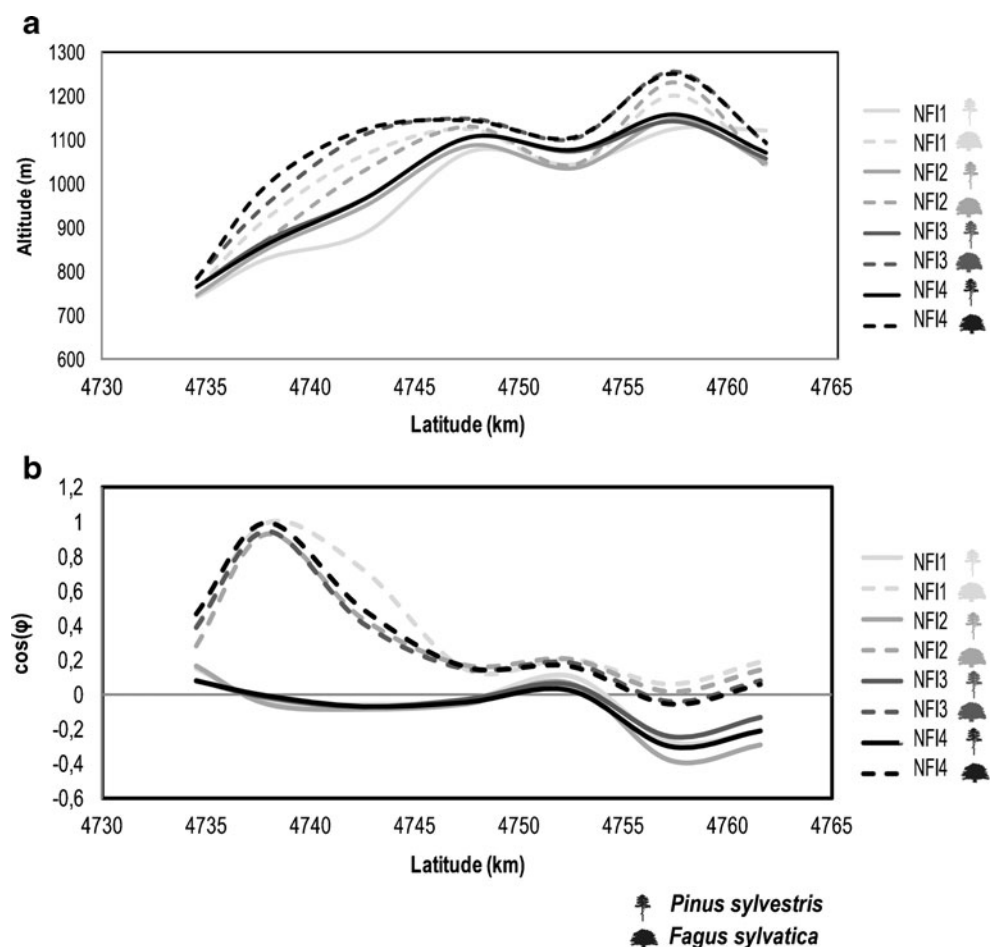 a
1300
1200
1100
1000
900
800
700
600
Altitude (m)
4730 4735 4740 4745 4750 4755 4760 4765
Latitude (km)
NFI1
NFI1
NFI2
NFI2
NFI3
NFI3
NFI4
NFI4
b
1,2
1
0,8
0,6
0,4
0,2
0
-0,2
-0,4
-0,6
cos(φ)
4730 4735 4740 4745 4750 4755 4760 4765
Latitude (km)
NFI1
NFI1
NFI2
NFI2
NFI3
NFI3
NFI4
NFI4
Pinus sylvestris
Fagus sylvatica